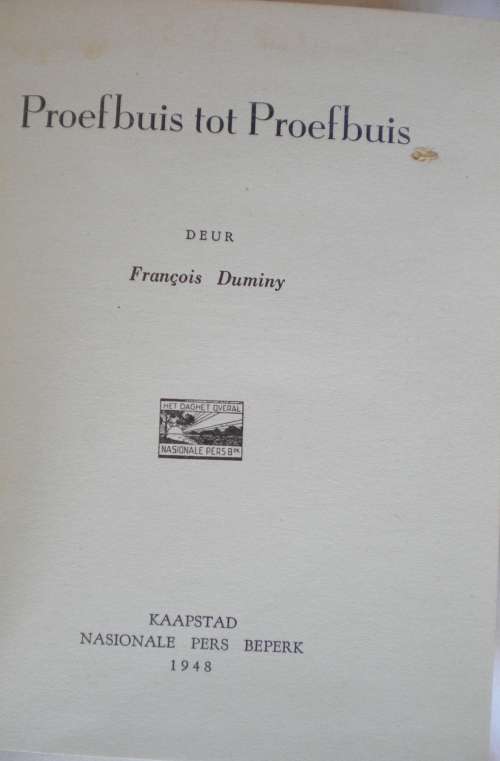 Proefbuis tot Proefbuis
DEUR
François Duminy
HET DAGHET OVERAL
NASIONALE PERS BPK
KAAPSTAD
NASIONALE PERS BEPERK
1948